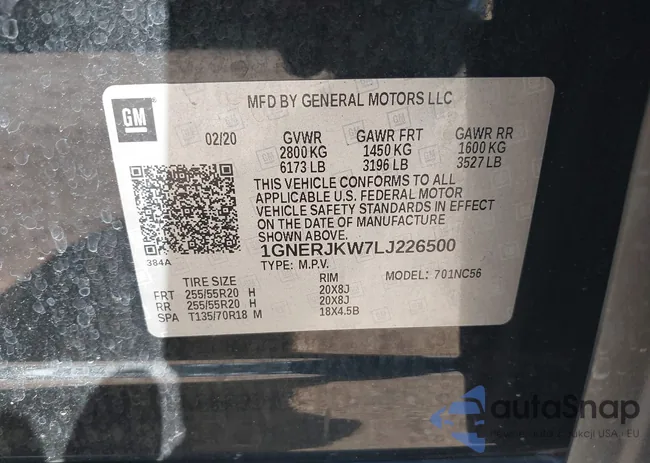 GM
MFD BY GENERAL MOTORS LLC
02/20 GVWR GAWR FRT GAWR RR
2800 KG 1450 KG 1600 KG
6173 LB 3196 LB 3527 LB
THIS VEHICLE CONFORMS TO ALL
APPLICABLE U.S. FEDERAL MOTOR
VEHICLE SAFETY STANDARDS IN EFFECT
ON THE DATE OF MANUFACTURE
SHOWN ABOVE.
1GNERJKW7LJ226500
384A
TYPE: M.P.V. MODEL: 701NC56
TIRE SIZE RIM
FRT 255/55R20 H 20X8J
RR 255/55R20 H 20X8J
SPA T135/70R18 M 18X4.5B
autoSnap
USA - EU